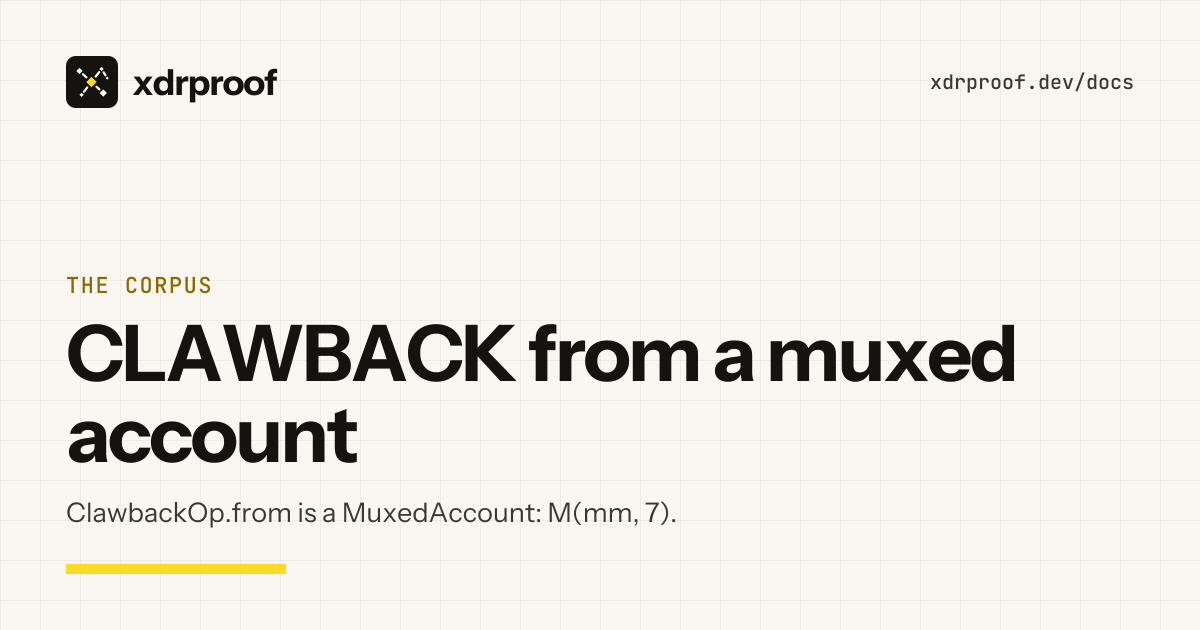 xdrproof
xdrproof.dev/docs
THE CORPUS
CLAWBACK from a muxed
account
ClawbackOp.from is a MuxedAccount: M(mm, 7).